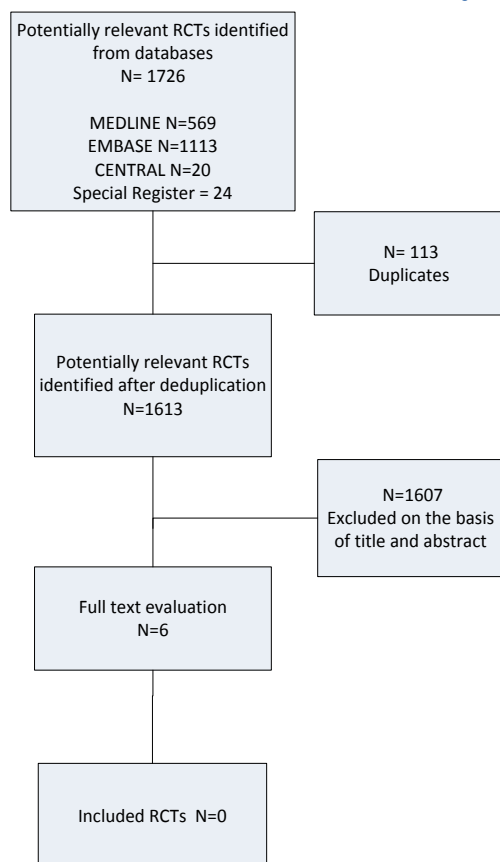 Potentially relevant RCTs identified
from databases
N= 1726
MEDLINE N=569
EMBASE N=1113
CENTRAL N=20
Special Register = 24
N= 113
Duplicates
Potentially relevant RCTs
identified after deduplication
N=1613
N=1607
Excluded on the basis
of title and abstract
Full text evaluation
N=6
Included RCTs N=0